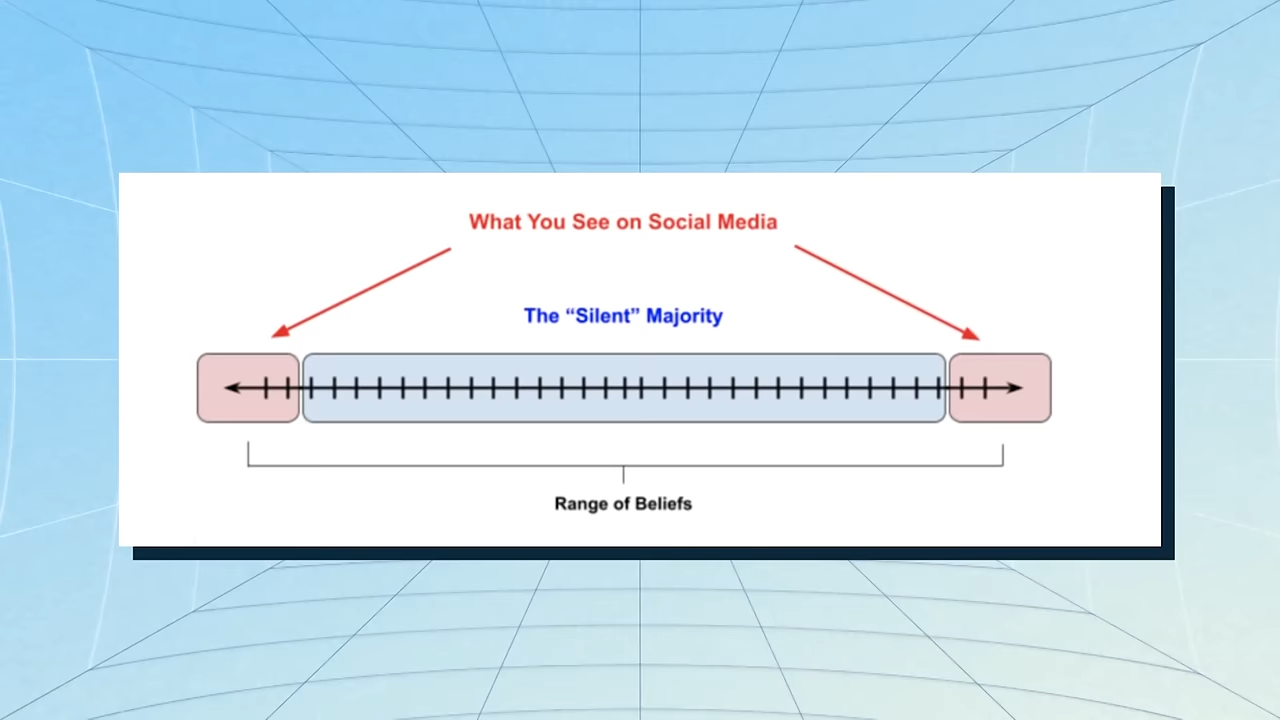 What You See on Social Media
The “Silent” Majority
Range of Beliefs